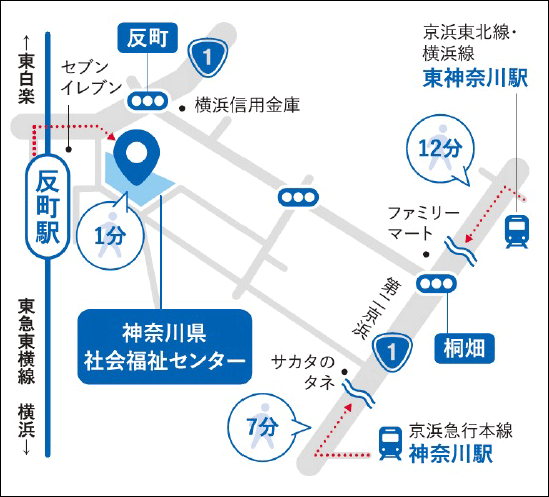 ←東白楽
セブン
イレブン
反町
1
横浜信用金庫
京浜東北線・
横浜線
東神奈川駅
12分
反町駅
1分
ファミリー
マート
第二京浜
桐畑
神奈川県
社会福祉センター
1
サカタの
タネ
7分
東急東横線
横浜→
京浜急行本線
神奈川駅